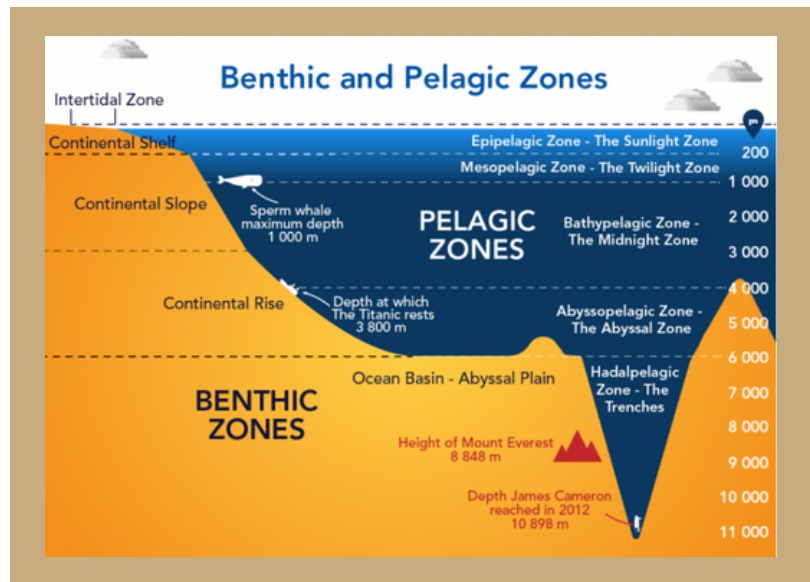 Benthic and Pelagic Zones
Intertidal Zone
m
Continental Shelf
Epipelagic Zone - The Sunlight Zone
200
Mesopelagic Zone - The Twilight Zone
1 000
Continental Slope
Sperm whale
maximum depth
1 000 m
PELAGIC
ZONES
Bathypelagic Zone -
The Midnight Zone
2 000
3 000
4 000
Continental Rise
Depth at which
The Titanic rests
3 800 m
Abyssopelagic Zone -
The Abyssal Zone
5 000
6 000
Ocean Basin - Abyssal Plain
Hadalpelagic
Zone - The
Trenches
7 000
BENTHIC
ZONES
8 000
Height of Mount Everest
8 848 m
9 000
Depth James Cameron
reached in 2012
10 898 m
10 000
11 000